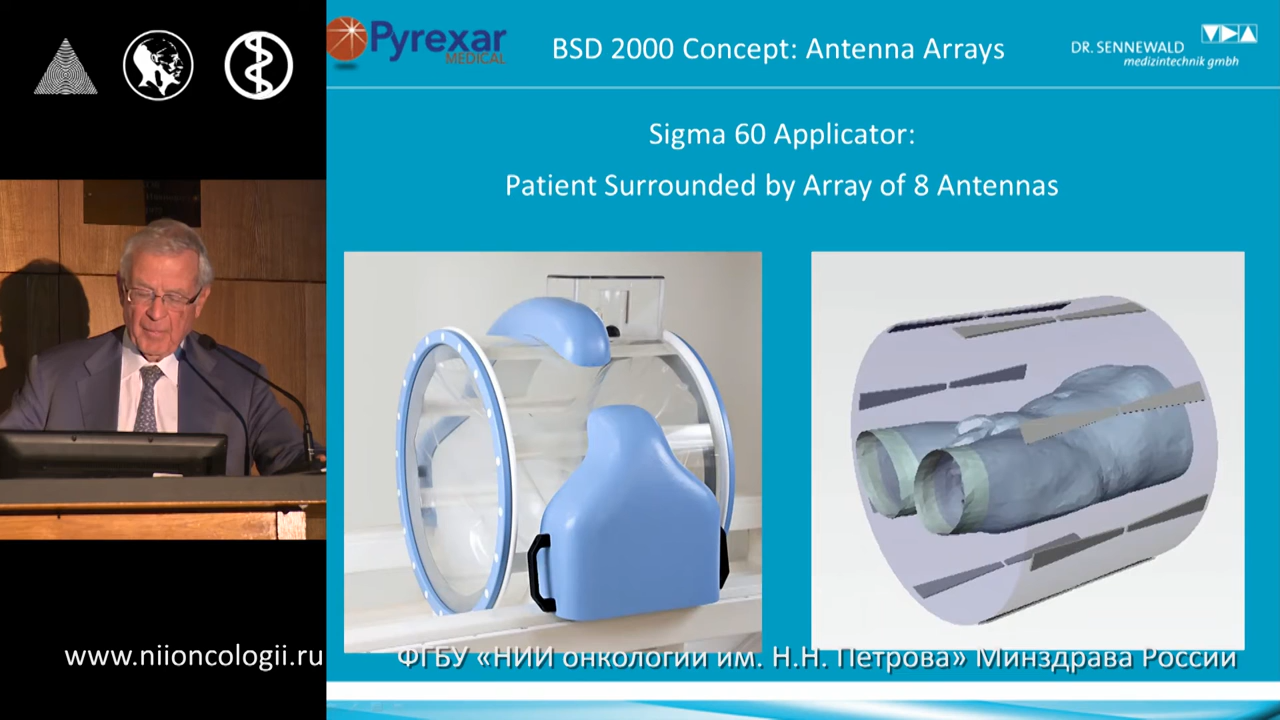 Pyrexar
MEDICAL
BSD 2000 Concept: Antenna Arrays
DR. SENNEWALD
medizintechnik gmbh
Sigma 60 Applicator:
Patient Surrounded by Array of 8 Antennas
www.niioncologii.ru
ФГБУ «НИИ онкологии им. Н.Н. Петрова» Минздрава России